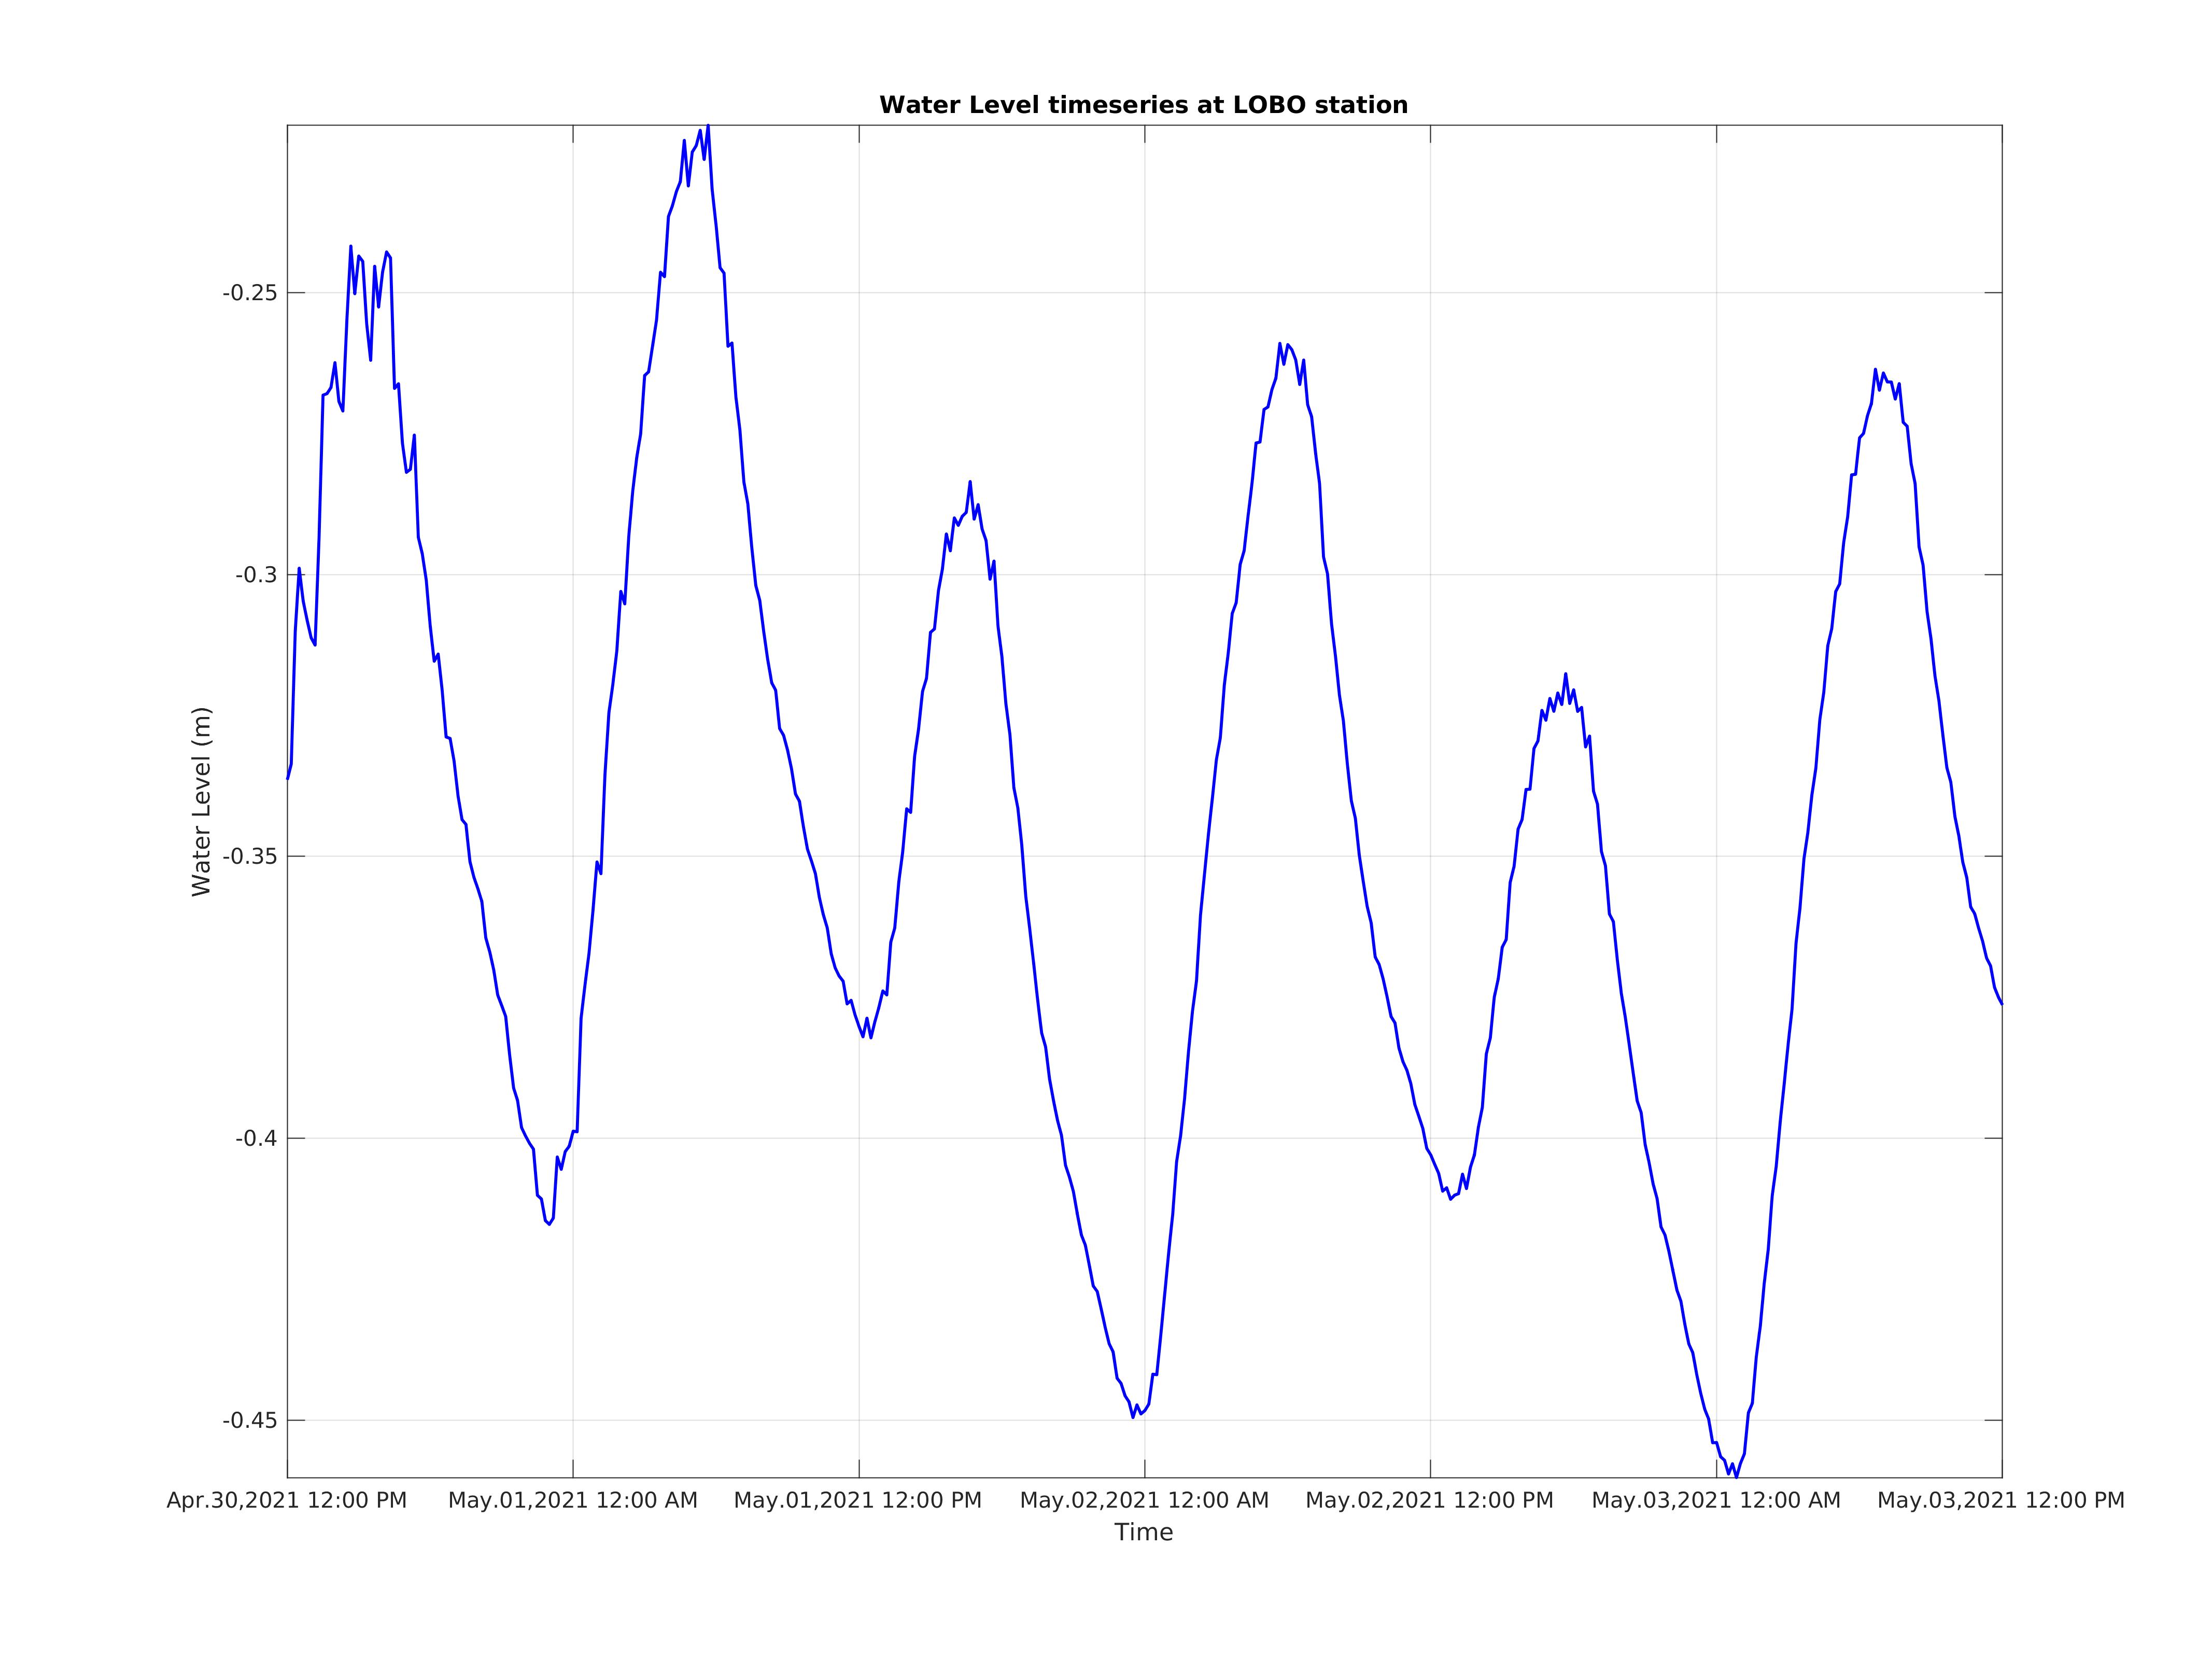 Water Level timeseries at LOBO station
-0.25
-0.3
-0.35
-0.4
-0.45
Water Level (m)
Apr.30,2021 12:00 PM May.01,2021 12:00 AM May.01,2021 12:00 PM May.02,2021 12:00 AM May.02,2021 12:00 PM May.03,2021 12:00 AM May.03,2021 12:00 PM
Time